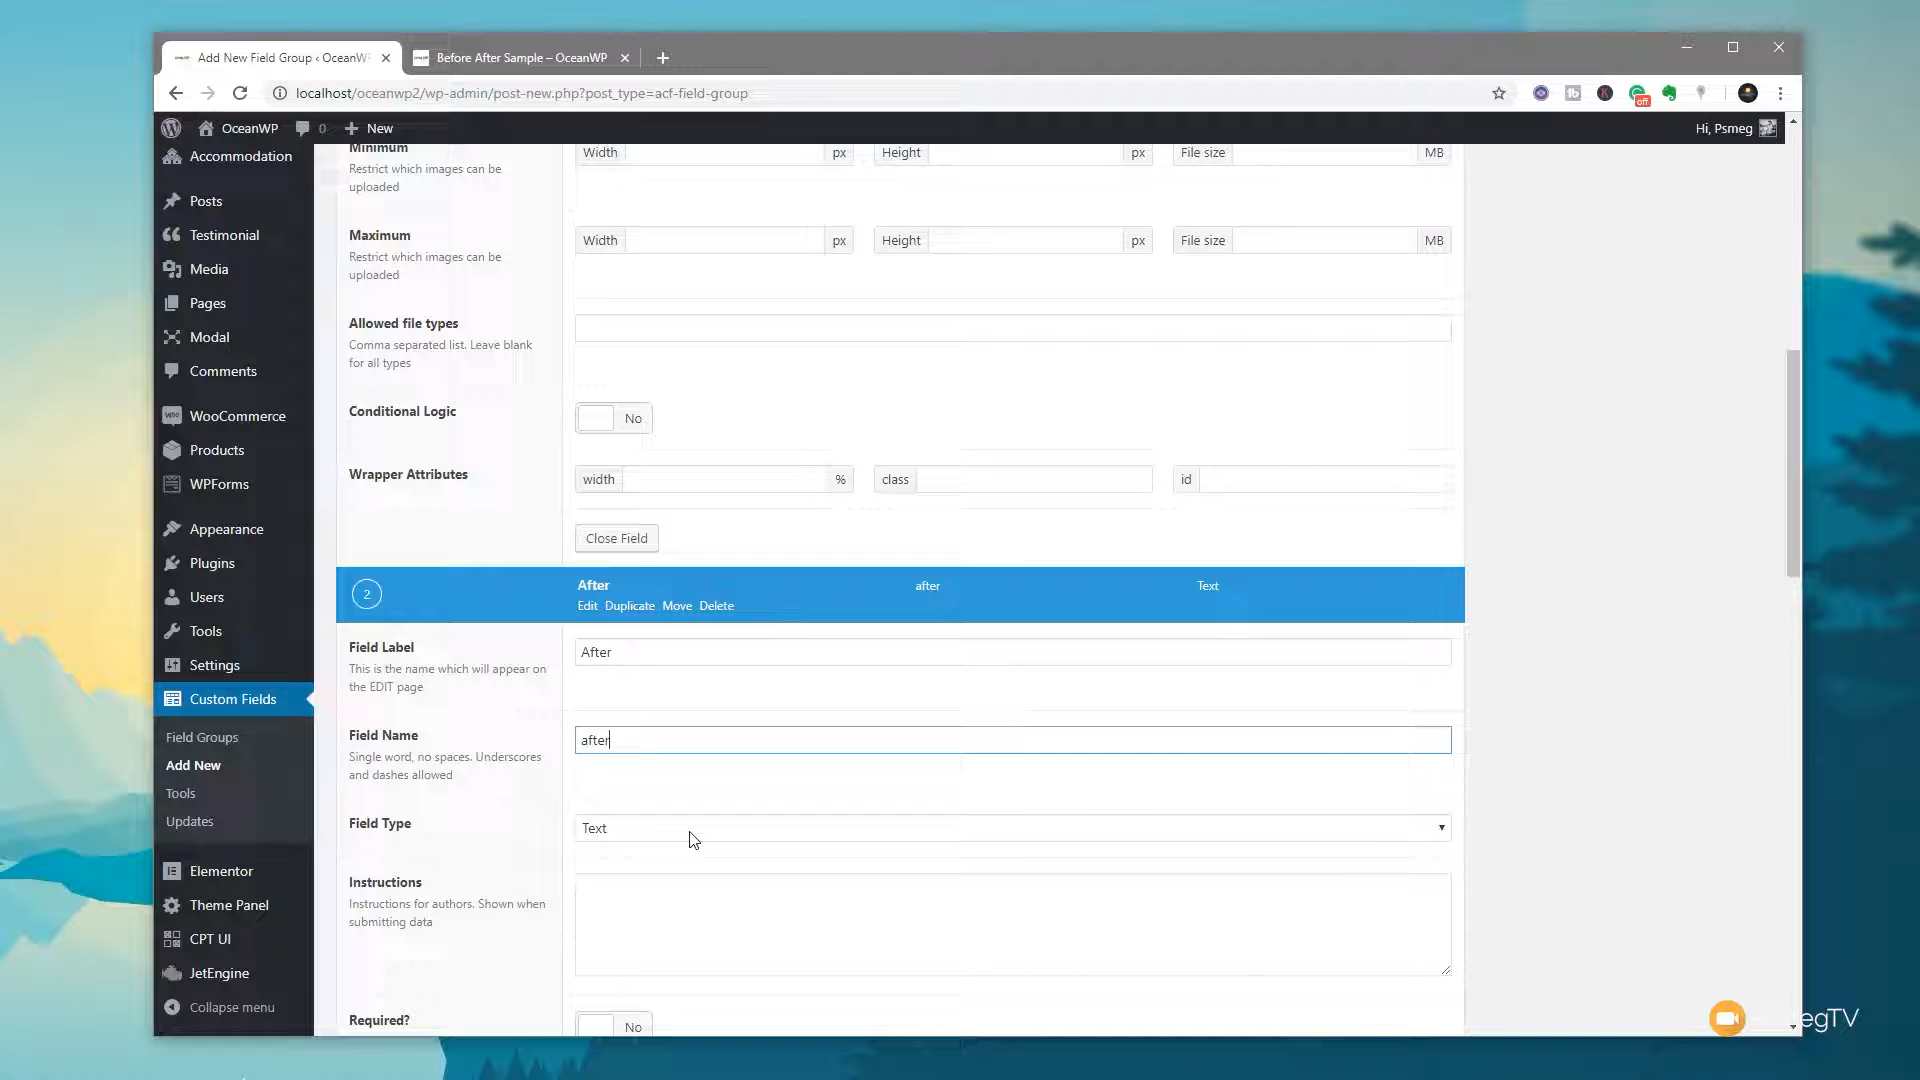 Add New Field Group ‹ OceanW
Before After Sample – OceanWP
localhost/oceanwp2/wp-admin/post-new.php?post_type=acf-field-group
off
OceanWP
0
New
Hi, Psmeg
Accommodation
Posts
Testimonial
Media
Pages
Modal
Comments
WooCommerce
Products
WPForms
Appearance
Plugins
Users
Tools
Settings
Custom Fields
Field Groups
Add New
Tools
Updates
Elementor
Theme Panel
CPT UI
JetEngine
Collapse menu
Minimum
Restrict which images can be
uploaded
Width px Height px File size MB
Maximum
Restrict which images can be
uploaded
Width px Height px File size MB
Allowed file types
Comma separated list. Leave blank
for all types
Conditional Logic
No
Wrapper Attributes
width % class id
Close Field
2
After after Text
Edit Duplicate Move Delete
Field Label
This is the name which will appear on
the EDIT page
After
Field Name
Single word, no spaces. Underscores
and dashes allowed
after
Field Type
Text
Instructions
Instructions for authors. Shown when
submitting data
Required?
No
egTV